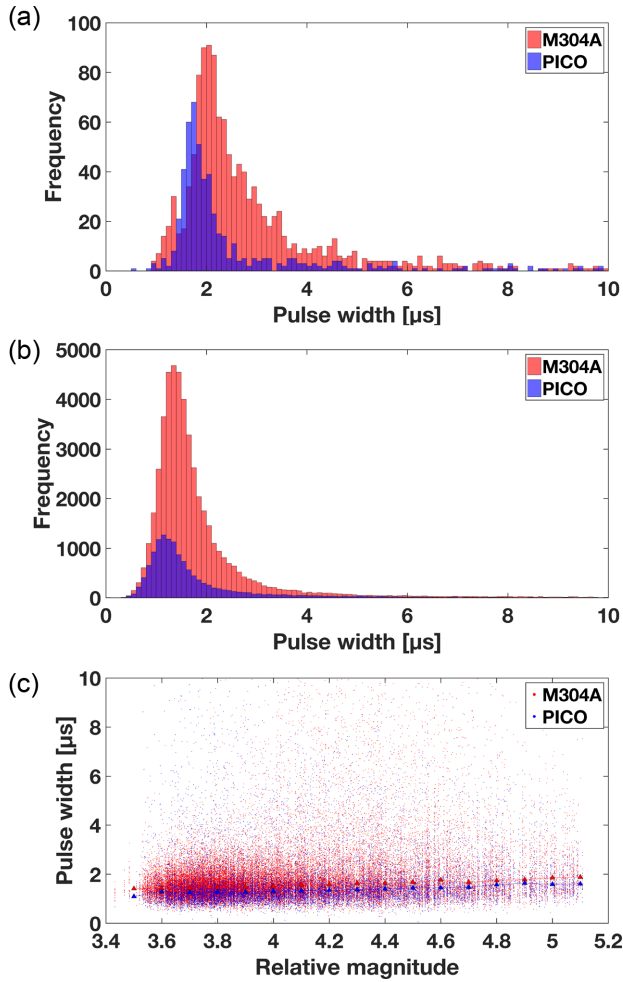 (a)
100
80
60
40
20
0
Frequency
M304A
PICO
0 2 4 6 8 10
Pulse width [µs]
(b)
5000
4000
3000
2000
1000
0
Frequency
M304A
PICO
0 2 4 6 8 10
Pulse width [µs]
(c)
10
8
6
4
2
0
Pulse width [µs]
M304A
PICO
3.4 3.6 3.8 4 4.2 4.4 4.6 4.8 5 5.2
Relative magnitude